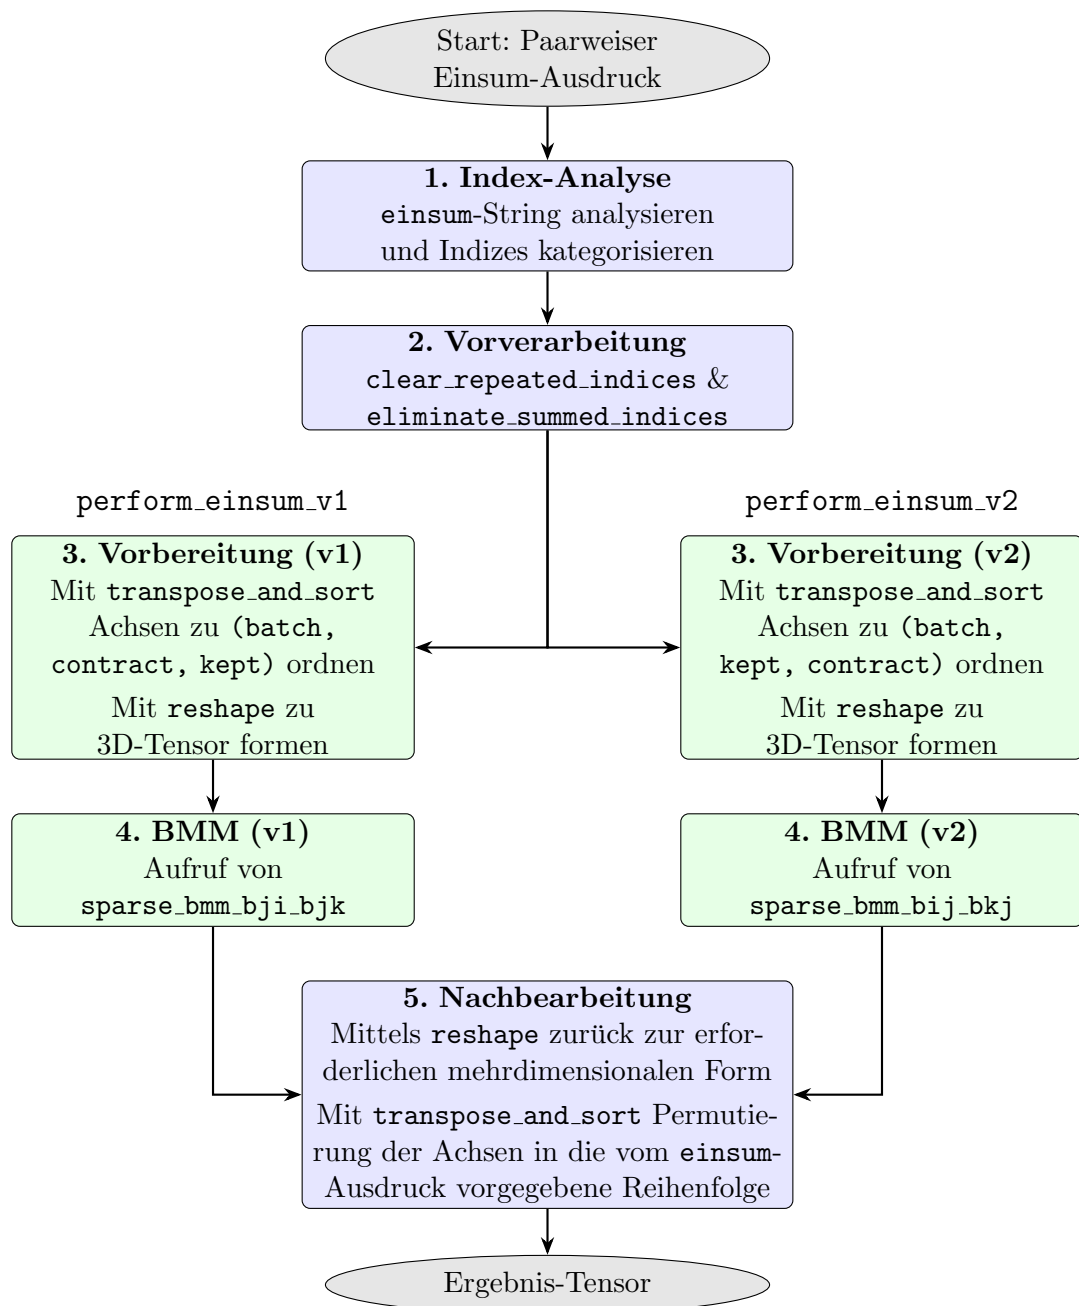 Start: Paarweiser
Einsum-Ausdruck
1. Index-Analyse
einsum-String analysieren
und Indizes kategorisieren
2. Vorverarbeitung
clear_repeated_indices &
eliminate_summed_indices
perform_einsum_v1
3. Vorbereitung (v1)
Mit transpose_and_sort
Achsen zu (batch,
contract, kept) ordnen
Mit reshape zu
3D-Tensor formen
4. BMM (v1)
Aufruf von
sparse_bmm_bji_bjk
perform_einsum_v2
3. Vorbereitung (v2)
Mit transpose_and_sort
Achsen zu (batch,
kept, contract) ordnen
Mit reshape zu
3D-Tensor formen
4. BMM (v2)
Aufruf von
sparse_bmm_bij_bkj
5. Nachbearbeitung
Mittels reshape zurück zur erfor-
derlichen mehrdimensionalen Form
Mit transpose_and_sort Permutie-
rung der Achsen in die vom einsum-
Ausdruck vorgegebene Reihenfolge
Ergebnis-Tensor